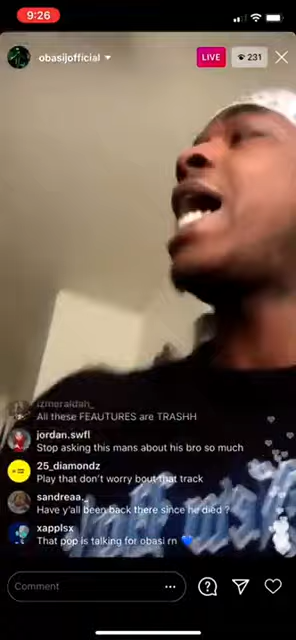 9:26
obasijofficial
LIVE
231
izmeraldah_
All these FEAUTURES are TRASHH
jordan.swfl
Stop asking this mans about his bro so much
25_diamondz
Play that don't worry bout that track
sandreaa._
Have y'all been back there since he died ?
xapplsx
That pop is talking for obasi rn 💙
Comment